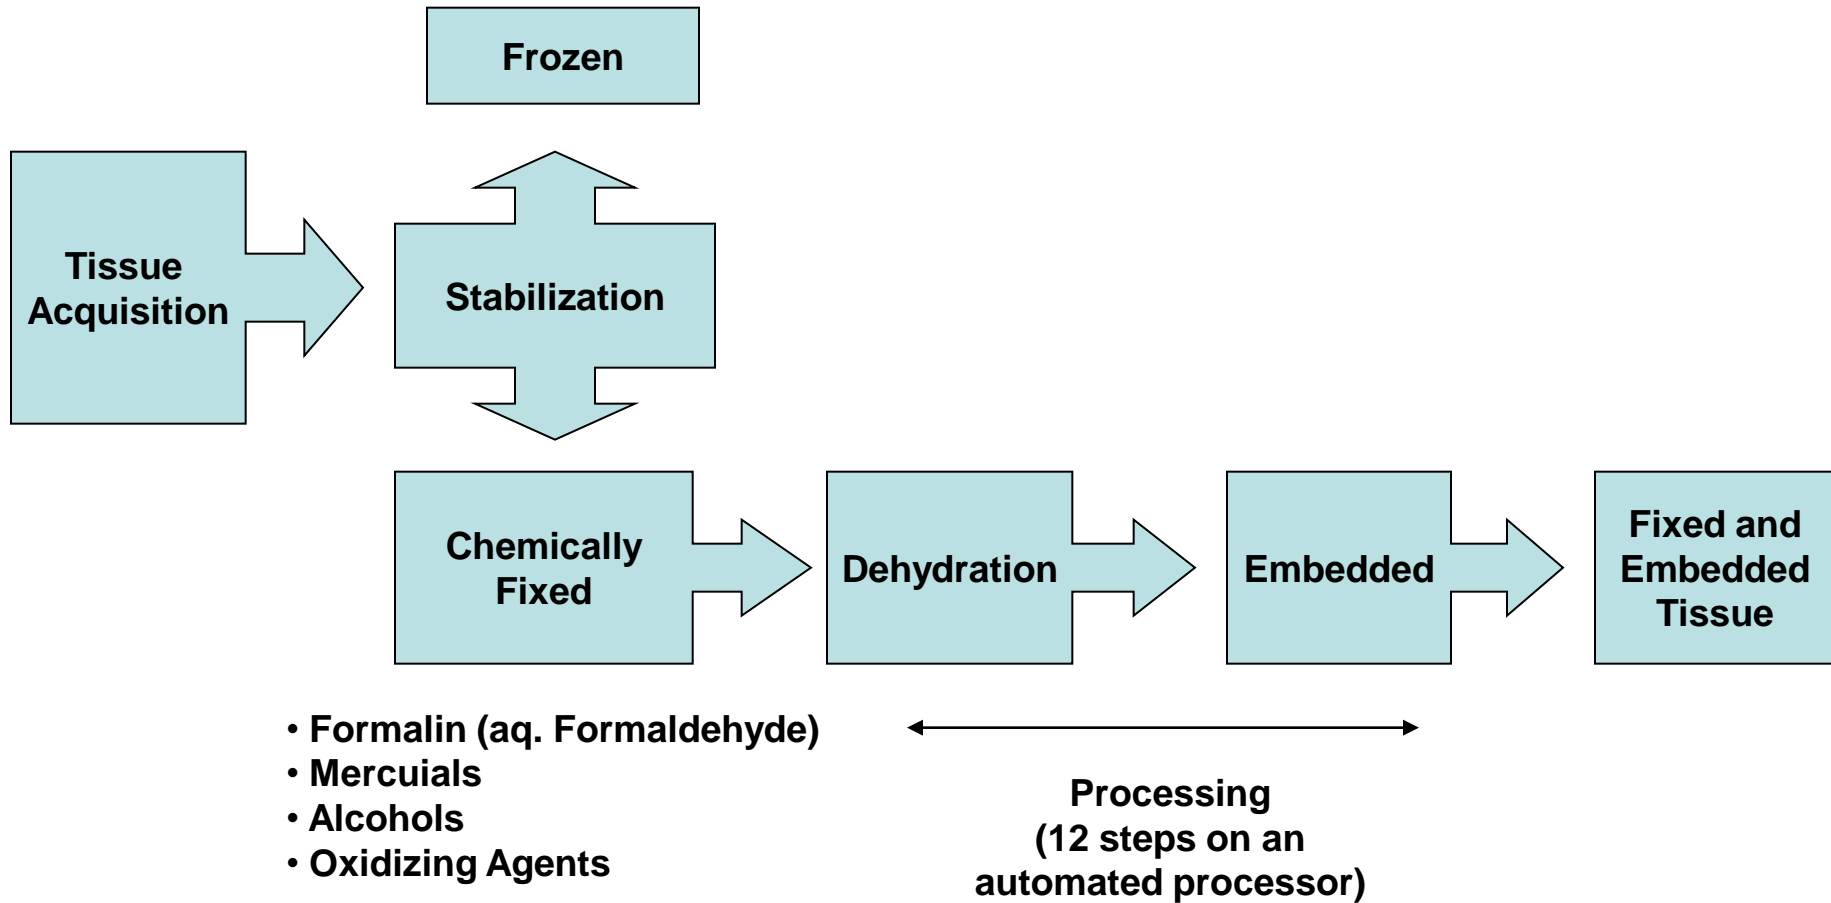 Frozen
Tissue
Acquisition
Stabilization
Chemically
Fixed
Dehydration
Embedded
Fixed and
Embedded
Tissue
• Formalin (aq. Formaldehyde)
• Mercuials
• Alcohols
• Oxidizing Agents
Processing
(12 steps on an
automated processor)